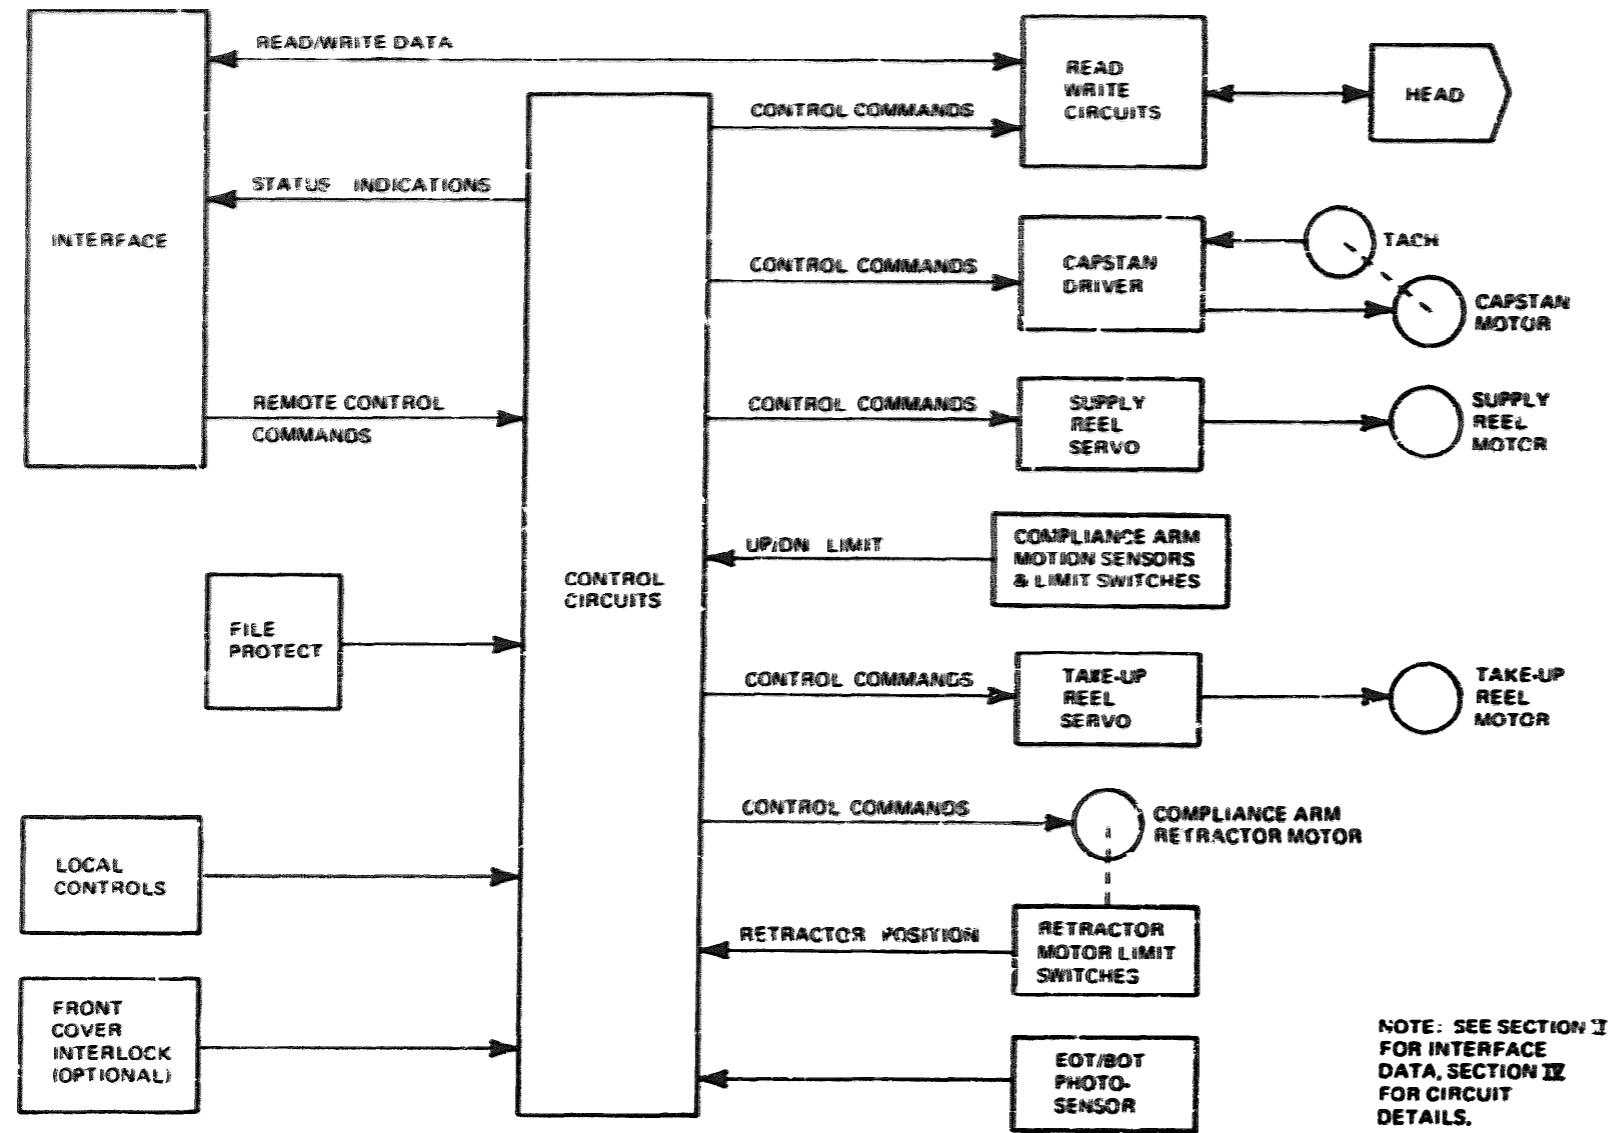 READ/WRITE DATA
READ
WRITE
CIRCUITS
HEAD
CONTROL COMMANDS
STATUS INDICATIONS
INTERFACE
TACH
CONTROL COMMANDS
CAPSTAN
DRIVER
CAPSTAN
MOTOR
REMOTE CONTROL
COMMANDS
CONTROL COMMANDS
SUPPLY
REEL
SERVO
SUPPLY
REEL
MOTOR
UP/DN LIMIT
COMPLIANCE ARM
MOTION SENSORS
& LIMIT SWITCHES
CONTROL
CIRCUITS
FILE
PROTECT
CONTROL COMMANDS
TAKE-UP
REEL
SERVO
TAKE-UP
REEL
MOTOR
CONTROL COMMANDS
COMPLIANCE ARM
RETRACTOR MOTOR
LOCAL
CONTROLS
RETRACTOR POSITION
RETRACTOR
MOTOR LIMIT
SWITCHES
FRONT
COVER
INTERLOCK
(OPTIONAL)
EOT/BOT
PHOTO-
SENSOR
NOTE: SEE SECTION
FOR INTERFACE
DATA, SECTION IV
FOR CIRCUIT
DETAILS.